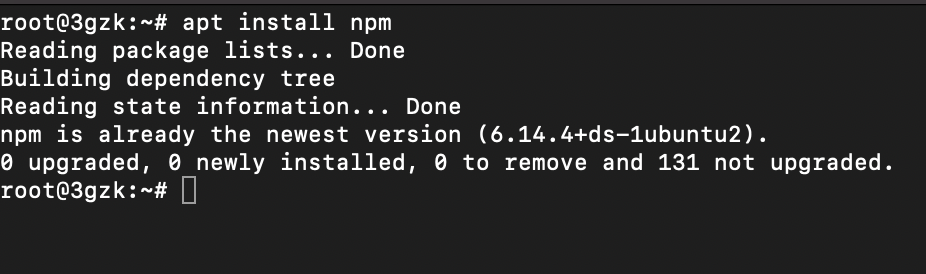 root@3gzk:~# apt install npm
Reading package lists... Done
Building dependency tree
Reading state information... Done
npm is already the newest version (6.14.4+ds-1ubuntu2).
0 upgraded, 0 newly installed, 0 to remove and 131 not upgraded.
root@3gzk:~#